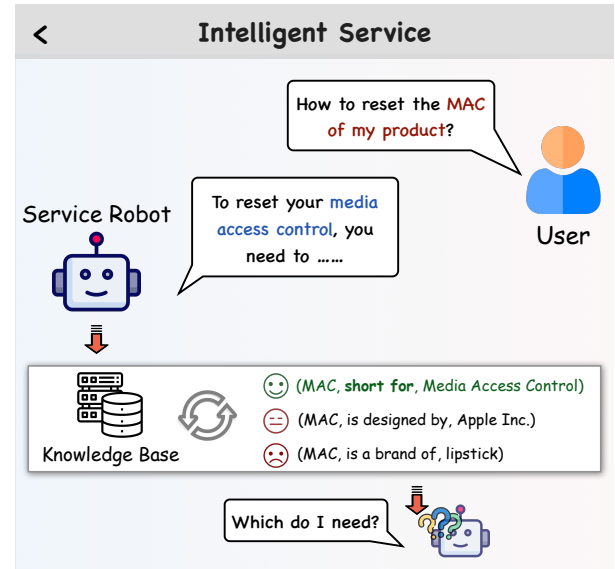 Intelligent Service
How to reset the MAC
of my product?
Service Robot
To reset your media
access control, you
need to ......
User
(MAC, short for, Media Access Control)
(MAC, is designed by, Apple Inc.)
(MAC, is a brand of, lipstick)
Knowledge Base
Which do I need?